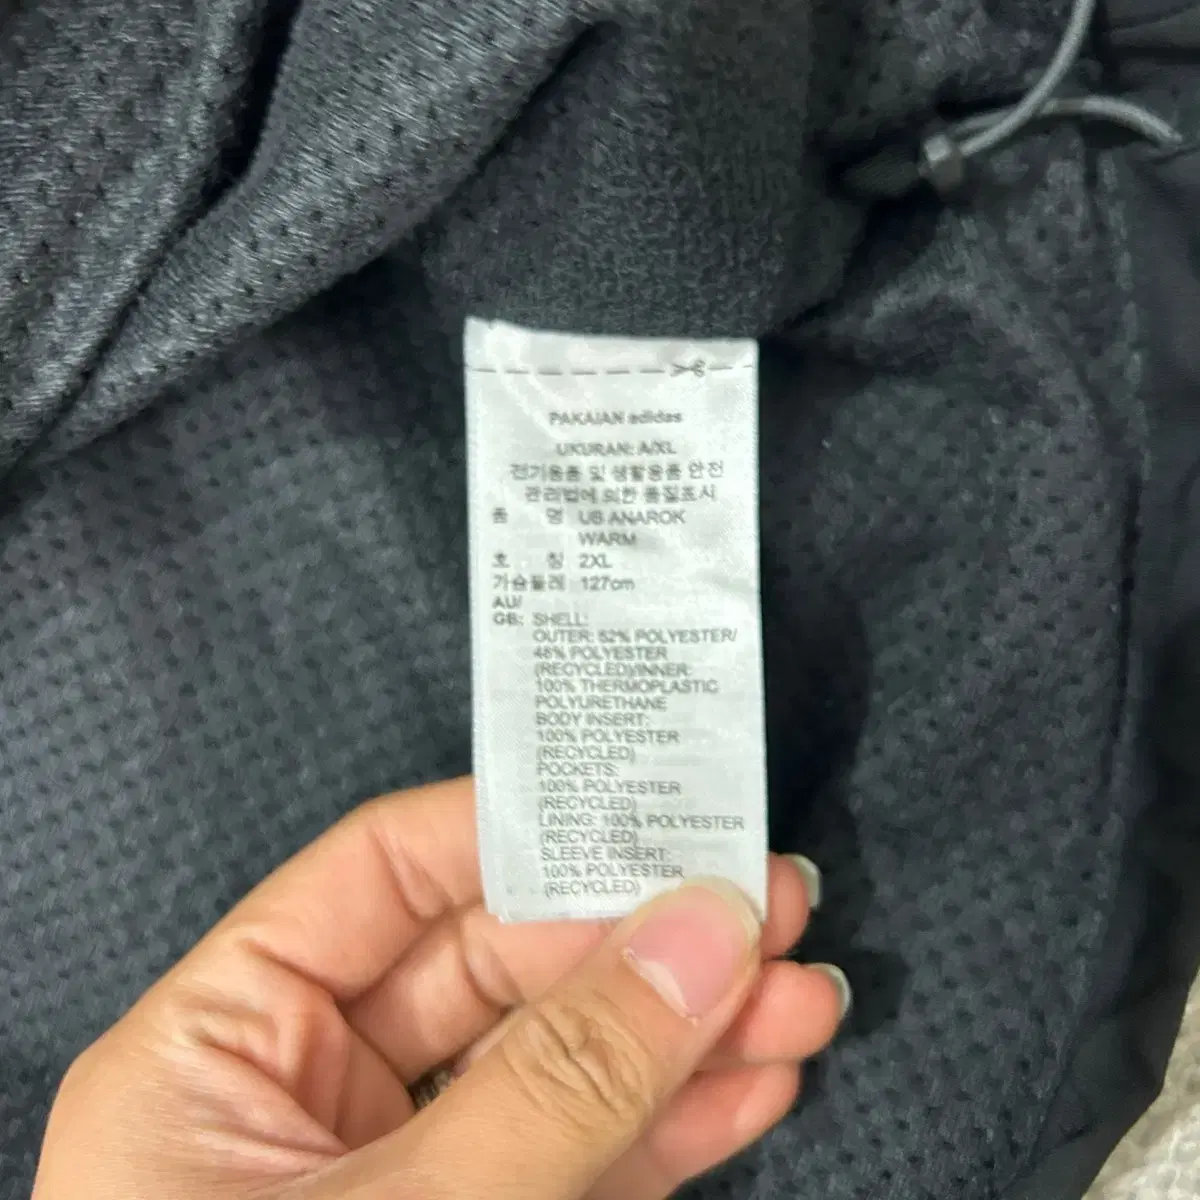 PAKAIAN adidas
UKURAN: A/XL
전기용품 및 생활용품 안전
관리법에 의한 품질표시
품 명 UB ANAROK
WARM
호 칭 2XL
가슴둘레 127cm
AU/
GB: SHELL:
OUTER: 52% POLYESTER/
48% POLYESTER
(RECYCLED)/INNER:
100% THERMOPLASTIC
POLYURETHANE
BODY INSERT:
100% POLYESTER
(RECYCLED)
POCKETS:
100% POLYESTER
(RECYCLED)
LINING: 100% POLYESTER
(RECYCLED)
SLEEVE INSERT:
100% POLYESTER
(RECYCLED)